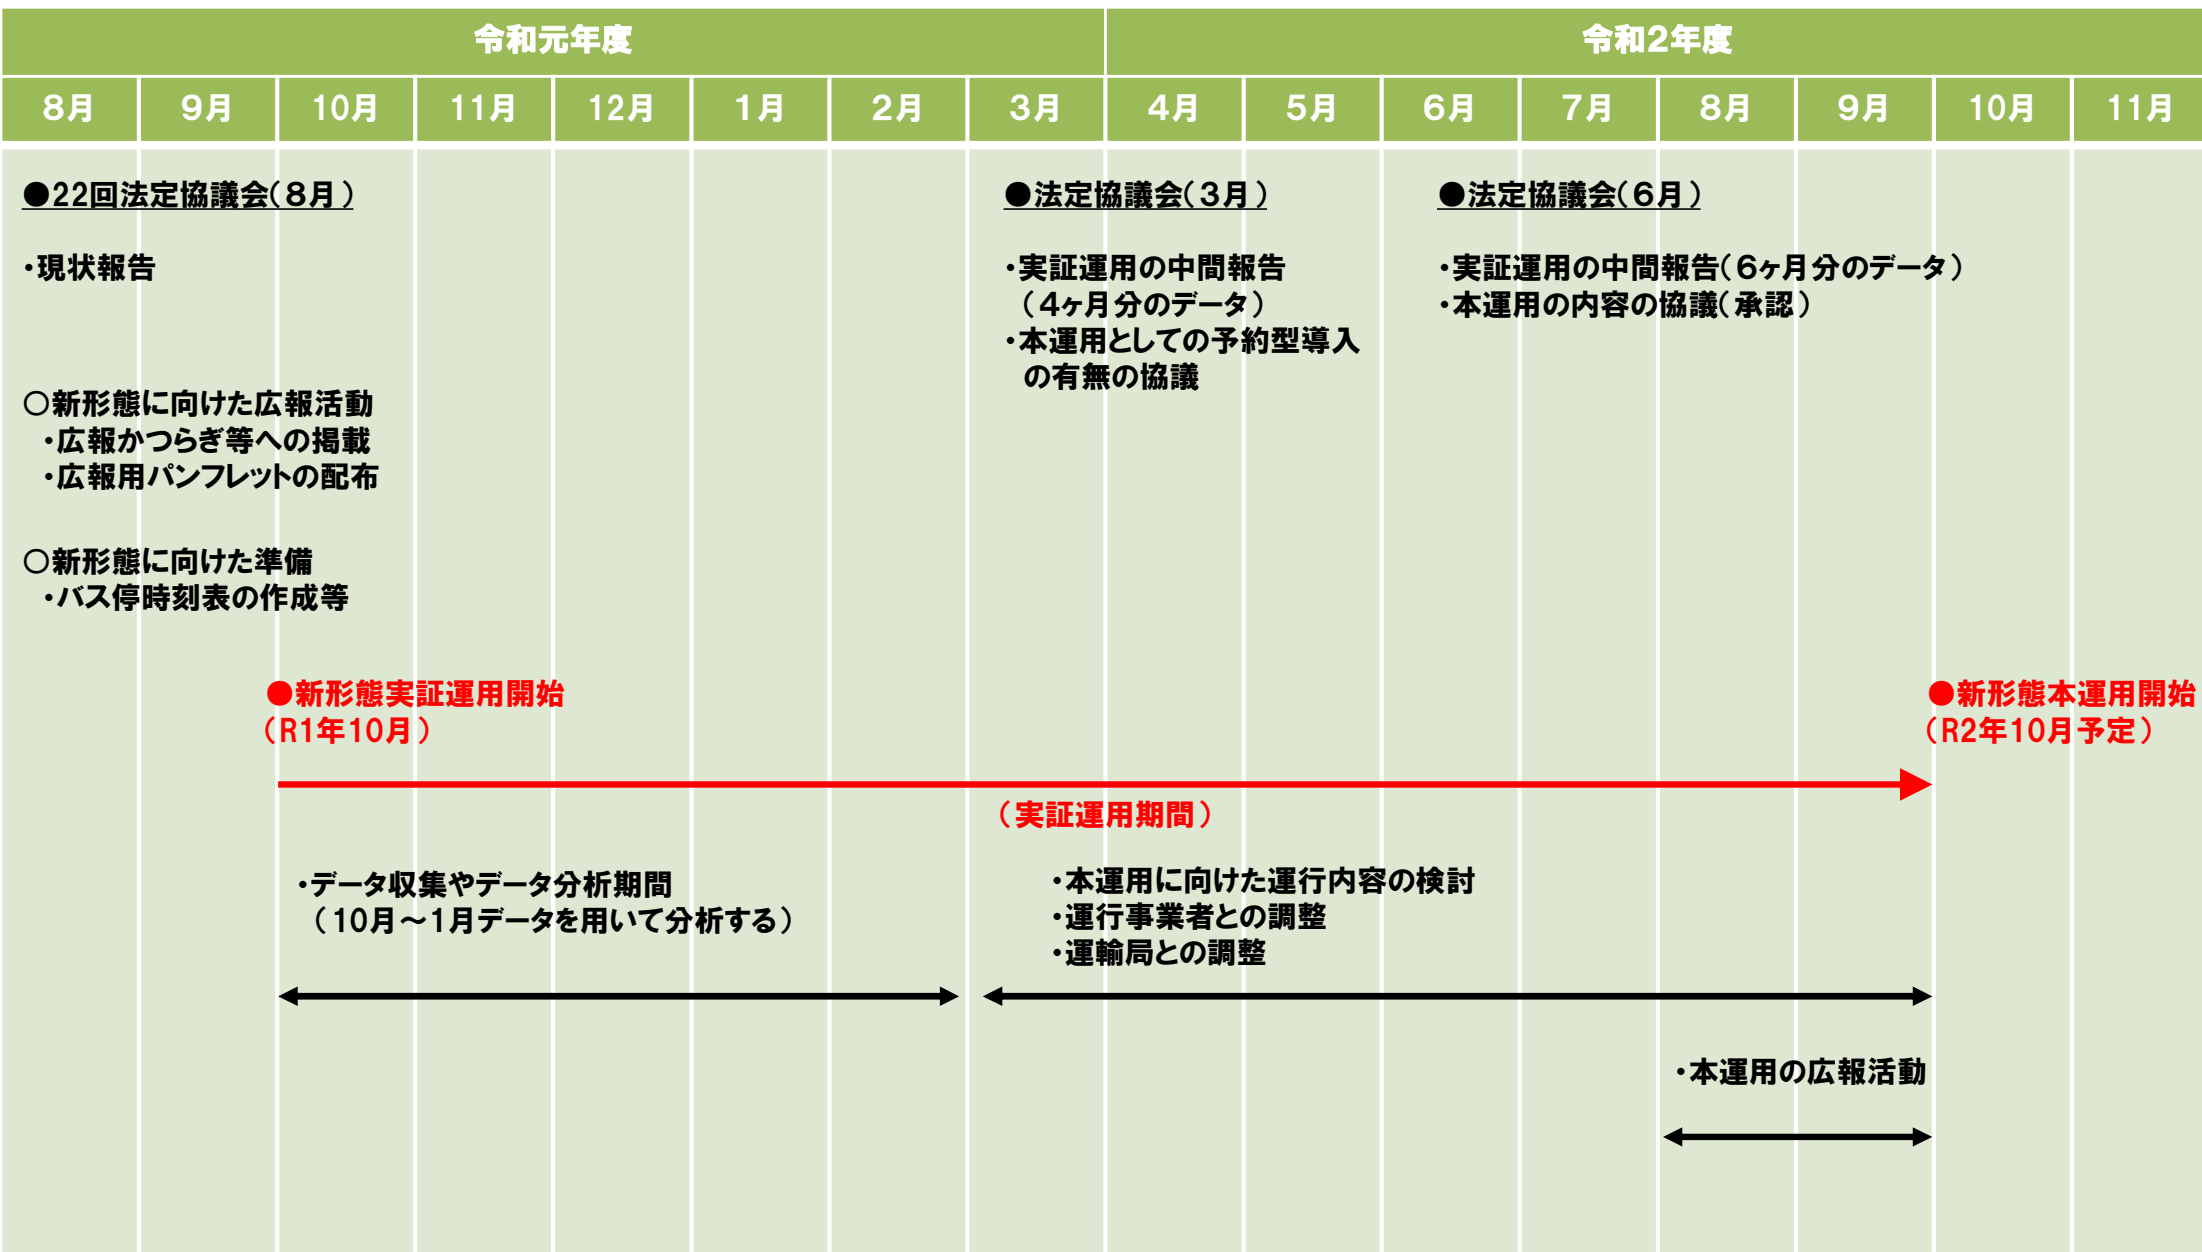 令和元年度
令和2年度
8月 9月 10月 11月 12月 1月 2月 3月 4月 5月 6月 7月 8月 9月 10月 11月
●22回法定協議会(8月)
・現状報告
○新形態に向けた広報活動
・広報かつらぎ等への掲載
・広報用パンフレットの配布
○新形態に向けた準備
・バス停時刻表の作成等
●法定協議会(3月)
・実証運用の中間報告
(4ヶ月分のデータ)
・本運用としての予約型導入
の有無の協議
●法定協議会(6月)
・実証運用の中間報告(6ヶ月分のデータ)
・本運用の内容の協議(承認)
●新形態実証運用開始
(R1年10月)
●新形態本運用開始
(R2年10月予定)
(実証運用期間)
・データ収集やデータ分析期間
(10月～1月データを用いて分析する)
・本運用に向けた運行内容の検討
・運行事業者との調整
・運輸局との調整
・本運用の広報活動